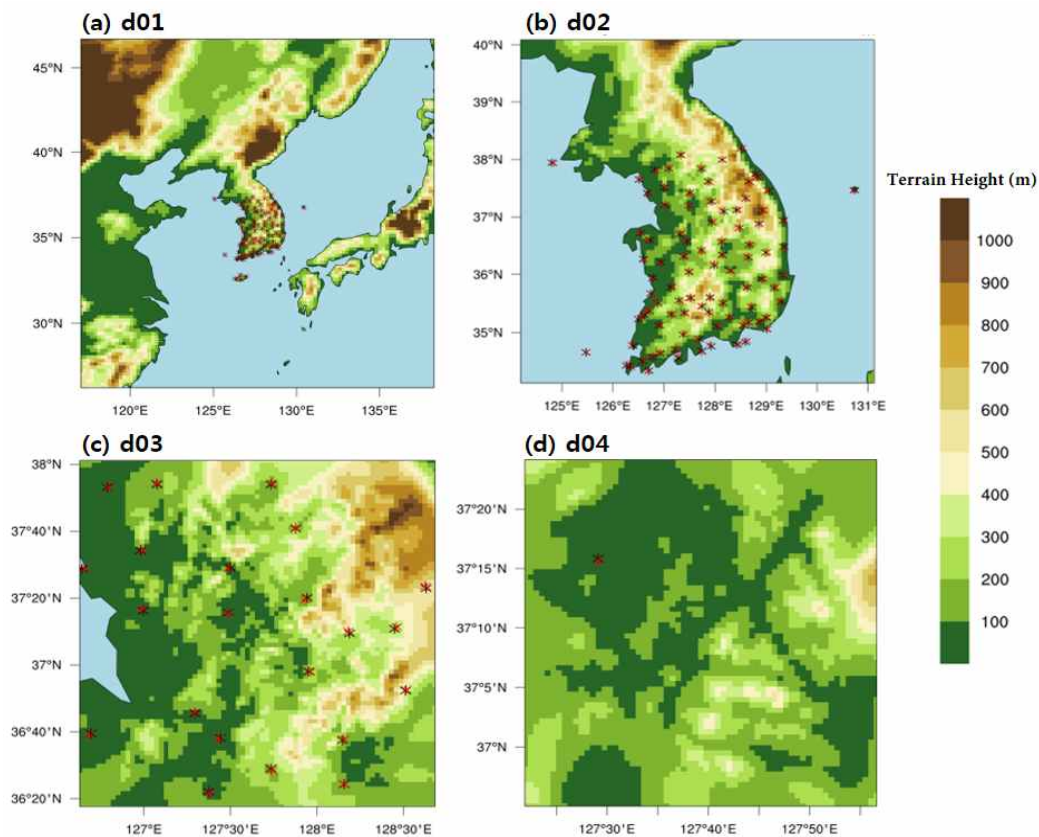 (a) d01
(b) d02
45°N
40°N
35°N
30°N
120°E 125°E 130°E 135°E
40°N
39°N
38°N
37°N
36°N
35°N
125°E 126°E 127°E 128°E 129°E 130°E 131°E
Terrain Height (m)
1000
900
800
700
600
500
400
300
200
100
(c) d03
(d) d04
38°N
37°40'N
37°20'N
37°N
36°40'N
36°20'N
127°E 127°30'E 128°E 128°30'E
37°20'N
37°15'N
37°10'N
37°5'N
37°N
127°30'E 127°40'E 127°50'E